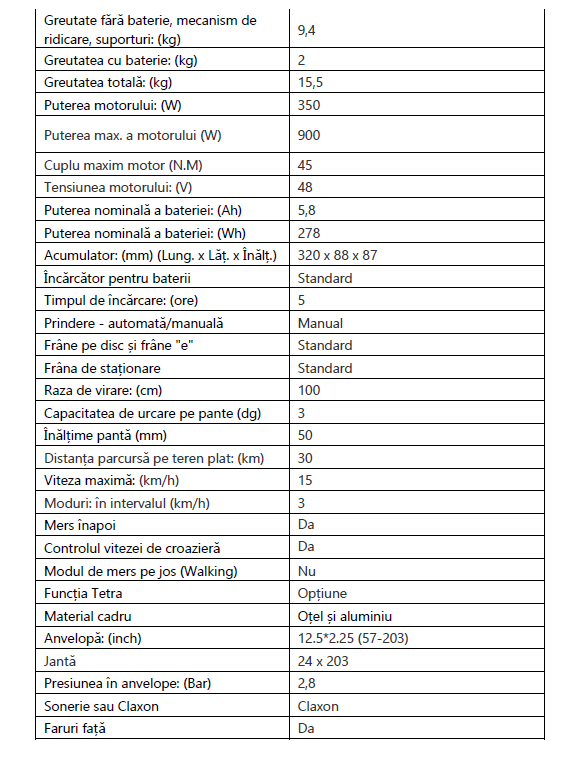 Greutate fără baterie, mecanism de
ridicare, suporturi: (kg) 9,4
Greutatea cu baterie: (kg) 2
Greutatea totală: (kg) 15,5
Puterea motorului: (W) 350
Puterea max. a motorului (W) 900
Cuplu maxim motor (N.M) 45
Tensiunea motorului: (V) 48
Puterea nominală a bateriei: (Ah) 5,8
Puterea nominală a bateriei: (Wh) 278
Acumulator: (mm) (Lung. x Lăț. x Înălț.) 320 x 88 x 87
Încărcător pentru baterii Standard
Timpul de încărcare: (ore) 5
Prindere - automată/manuală Manual
Frâne pe disc și frâne "e" Standard
Frâna de staționare Standard
Raza de virare: (cm) 100
Capacitatea de urcare pe pante (dg) 3
Înălțime pantă (mm) 50
Distanța parcursă pe teren plat: (km) 30
Viteza maximă: (km/h) 15
Moduri: în intervalul (km/h) 3
Mers înapoi Da
Controlul vitezei de croazieră Da
Modul de mers pe jos (Walking) Nu
Funcția Tetra Opțiune
Material cadru Oțel și aluminiu
Anvelopă: (inch) 12.5*2.25 (57-203)
Jantă 24 x 203
Presiunea în anvelope: (Bar) 2,8
Sonerie sau Claxon Claxon
Faruri față Da